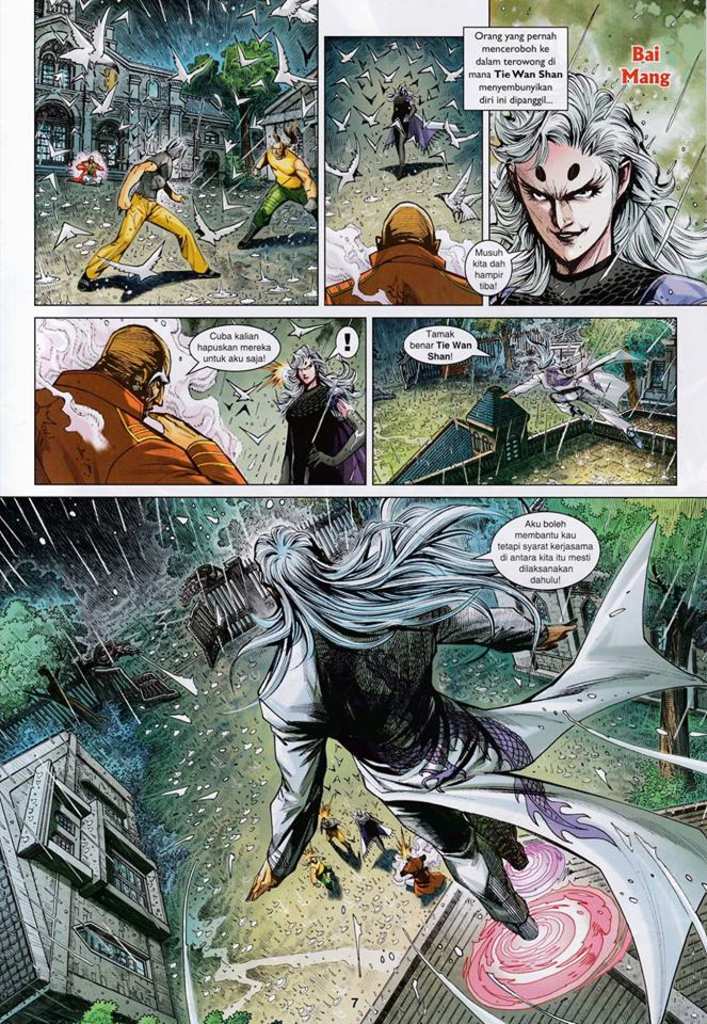 Orang yang pernah
menceroboh ke
dalam terowong di
mana Tie Wan Shan
menyembunyikan
diri ini dipanggil...
Bai
Mang
Musuh
kita dah
hampir
tiba!
Cuba kalian
hapuskan mereka
untuk aku saja!
!
Tamak
benar Tie Wan
Shan!
Aku boleh
membantu kau
tetapi syarat kerjasama
di antara kita itu mesti
dilaksanakan
dahulu!
7